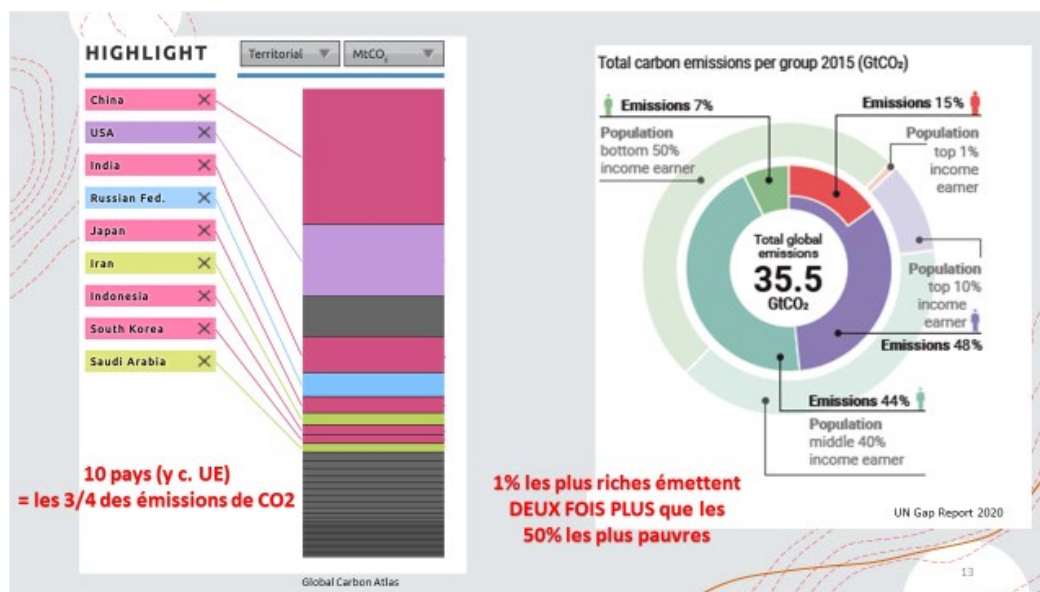 HIGHLIGHT
Territorial
MtCO₂
China
USA
India
Russian Fed.
Japan
Iran
Indonesia
South Korea
Saudi Arabia
10 pays (y c. UE)
= les 3/4 des émissions de CO2
Global Carbon Atlas
Total carbon emissions per group 2015 (GtCO₂)
Emissions 7%
Population
bottom 50%
income earner
Emissions 15%
Population
top 1%
income
earner
Total global
emissions
35.5
GtCO₂
Population
top 10%
income
earner
Emissions 48%
Emissions 44%
Population
middle 40%
income earner
1% les plus riches émettent
DEUX FOIS PLUS que les
50% les plus pauvres
UN Gap Report 2020
13